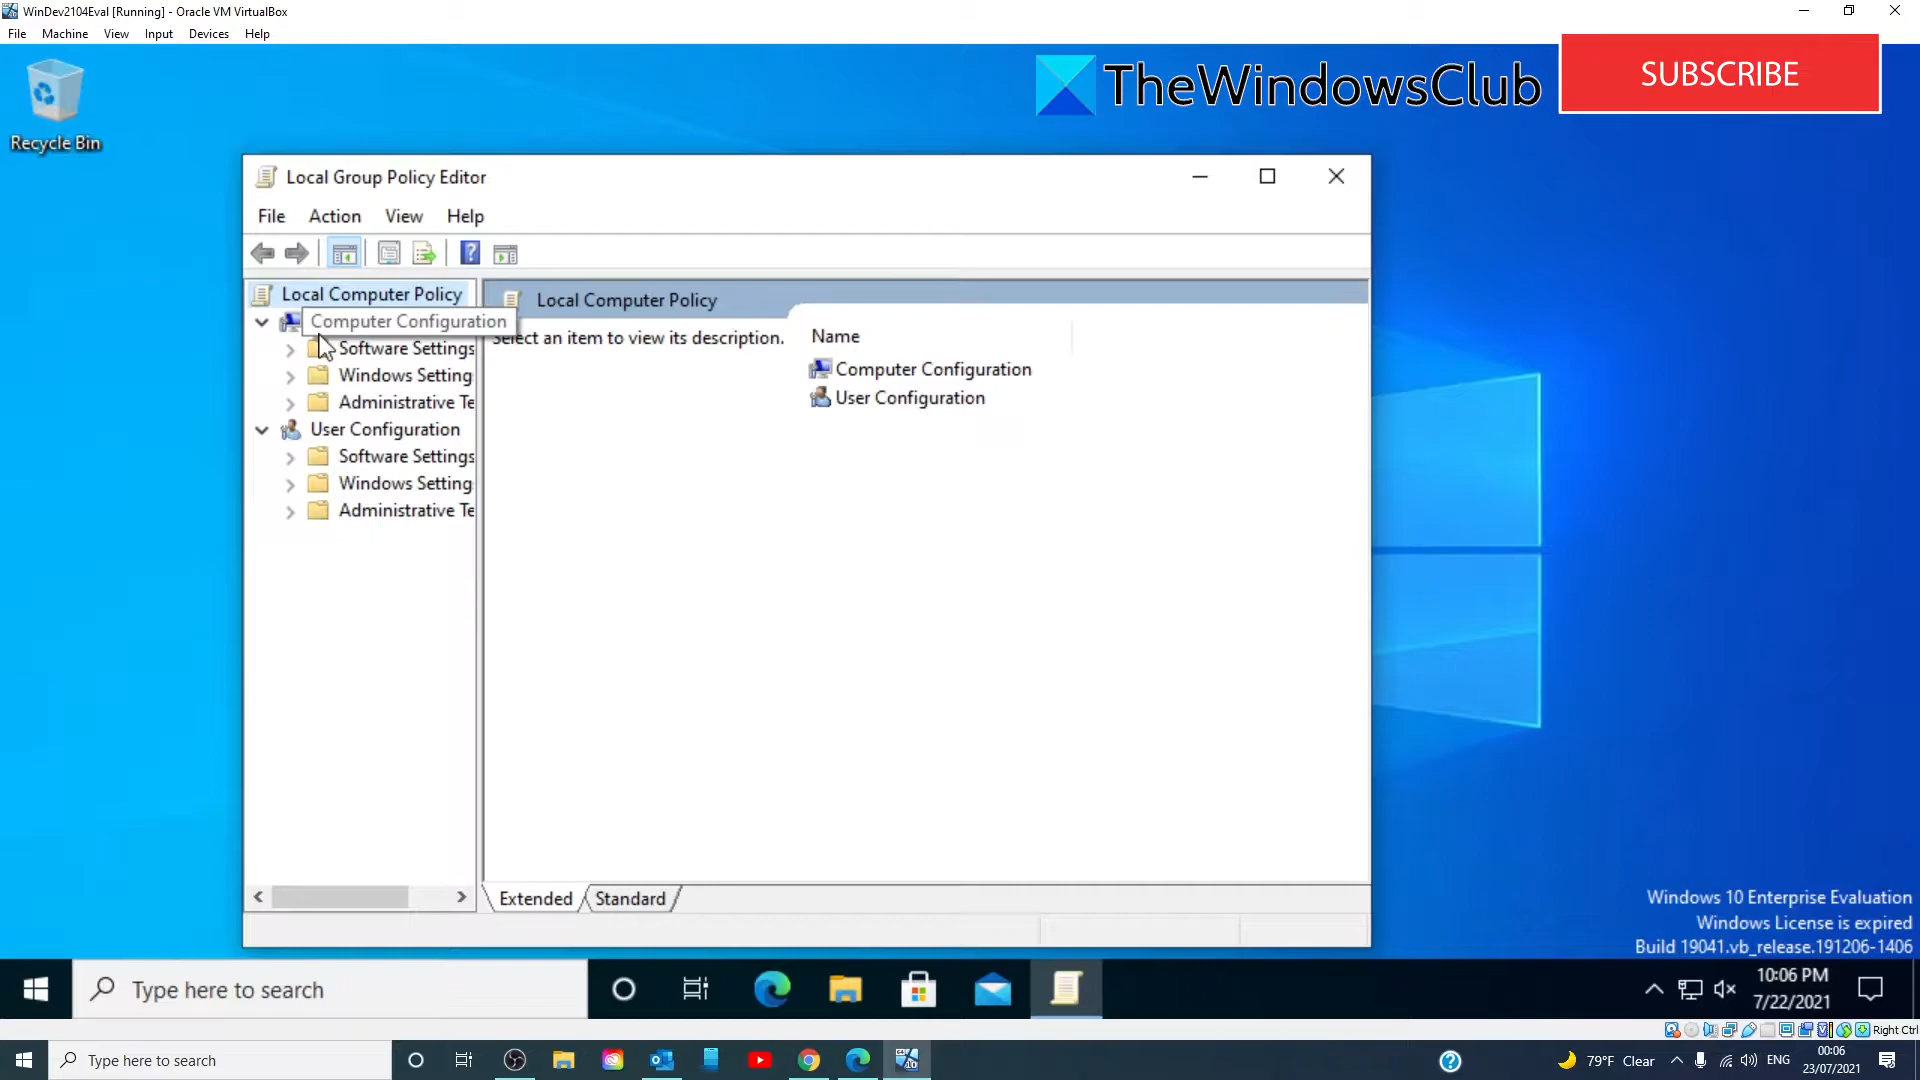 WinDev2104Eval [Running] - Oracle VM VirtualBox
File Machine View Input Devices Help
Recycle Bin
TheWindowsClub
SUBSCRIBE
Local Group Policy Editor
File Action View Help
Local Computer Policy
Computer Configuration
Software Settings
Windows Setting
Administrative Te
User Configuration
Software Settings
Windows Setting
Administrative Te
Local Computer Policy
Select an item to view its description.
Name
Computer Configuration
User Configuration
Extended Standard
Windows 10 Enterprise Evaluation
Windows License is expired
Build 19041.vb_release.191206-1406
Type here to search
10:06 PM
7/22/2021
Right Ctrl
Type here to search
79°F Clear
ENG
00:06
23/07/2021